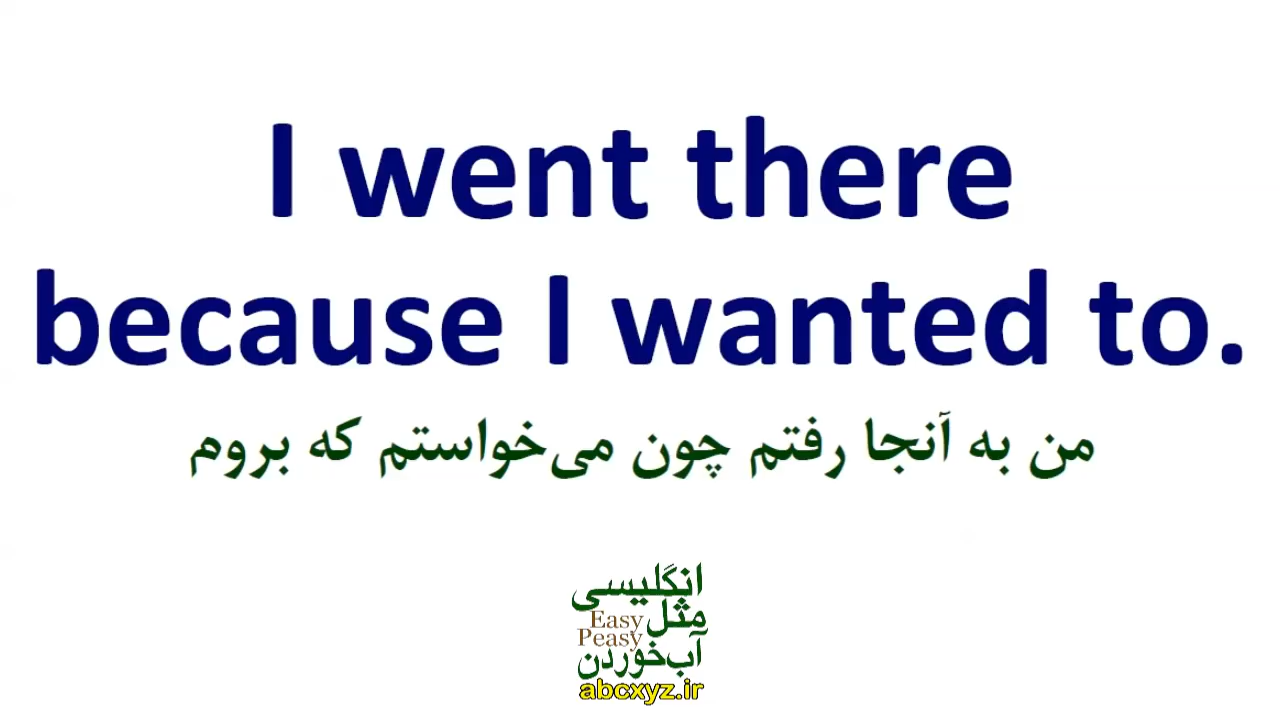 I went there
because I wanted to.
من به آنجا رفتم چون می‌خواستم که بروم
انگلیسی
مثل Easy
Peasy
آب‌خوردن
abcxyz.ir